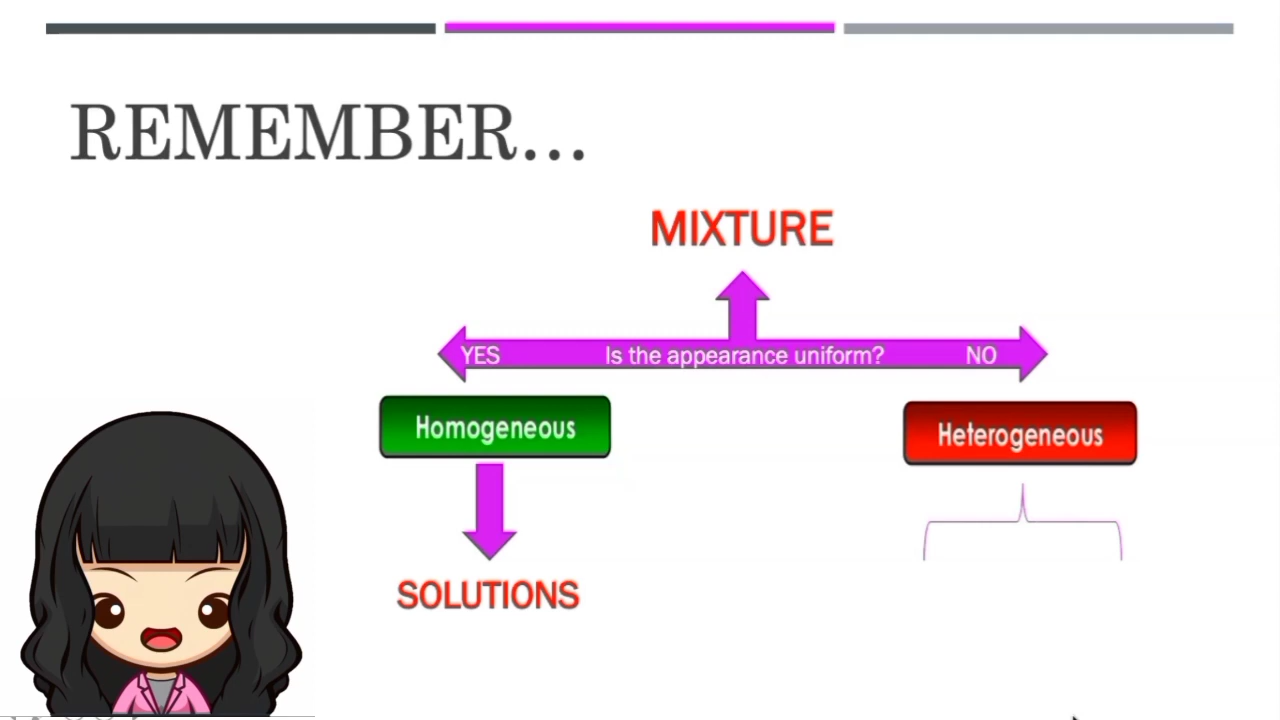 REMEMBER...
MIXTURE
YES Is the appearance uniform? NO
Homogeneous
Heterogeneous
SOLUTIONS